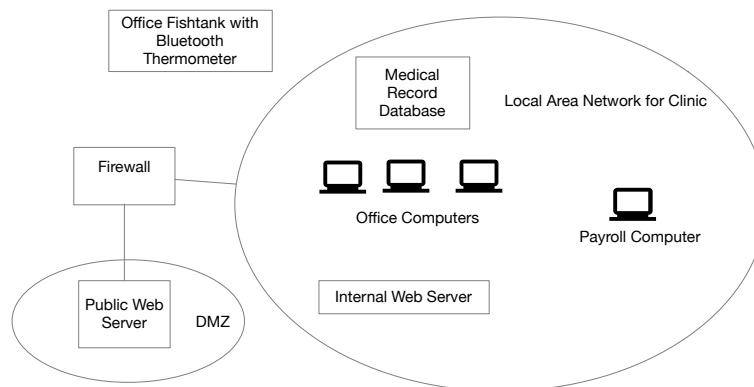 Office Fishtank with
Bluetooth
Thermometer
Medical
Record
Database
Local Area Network for Clinic
Firewall
Office Computers
Payroll Computer
Public Web
Server
DMZ
Internal Web Server